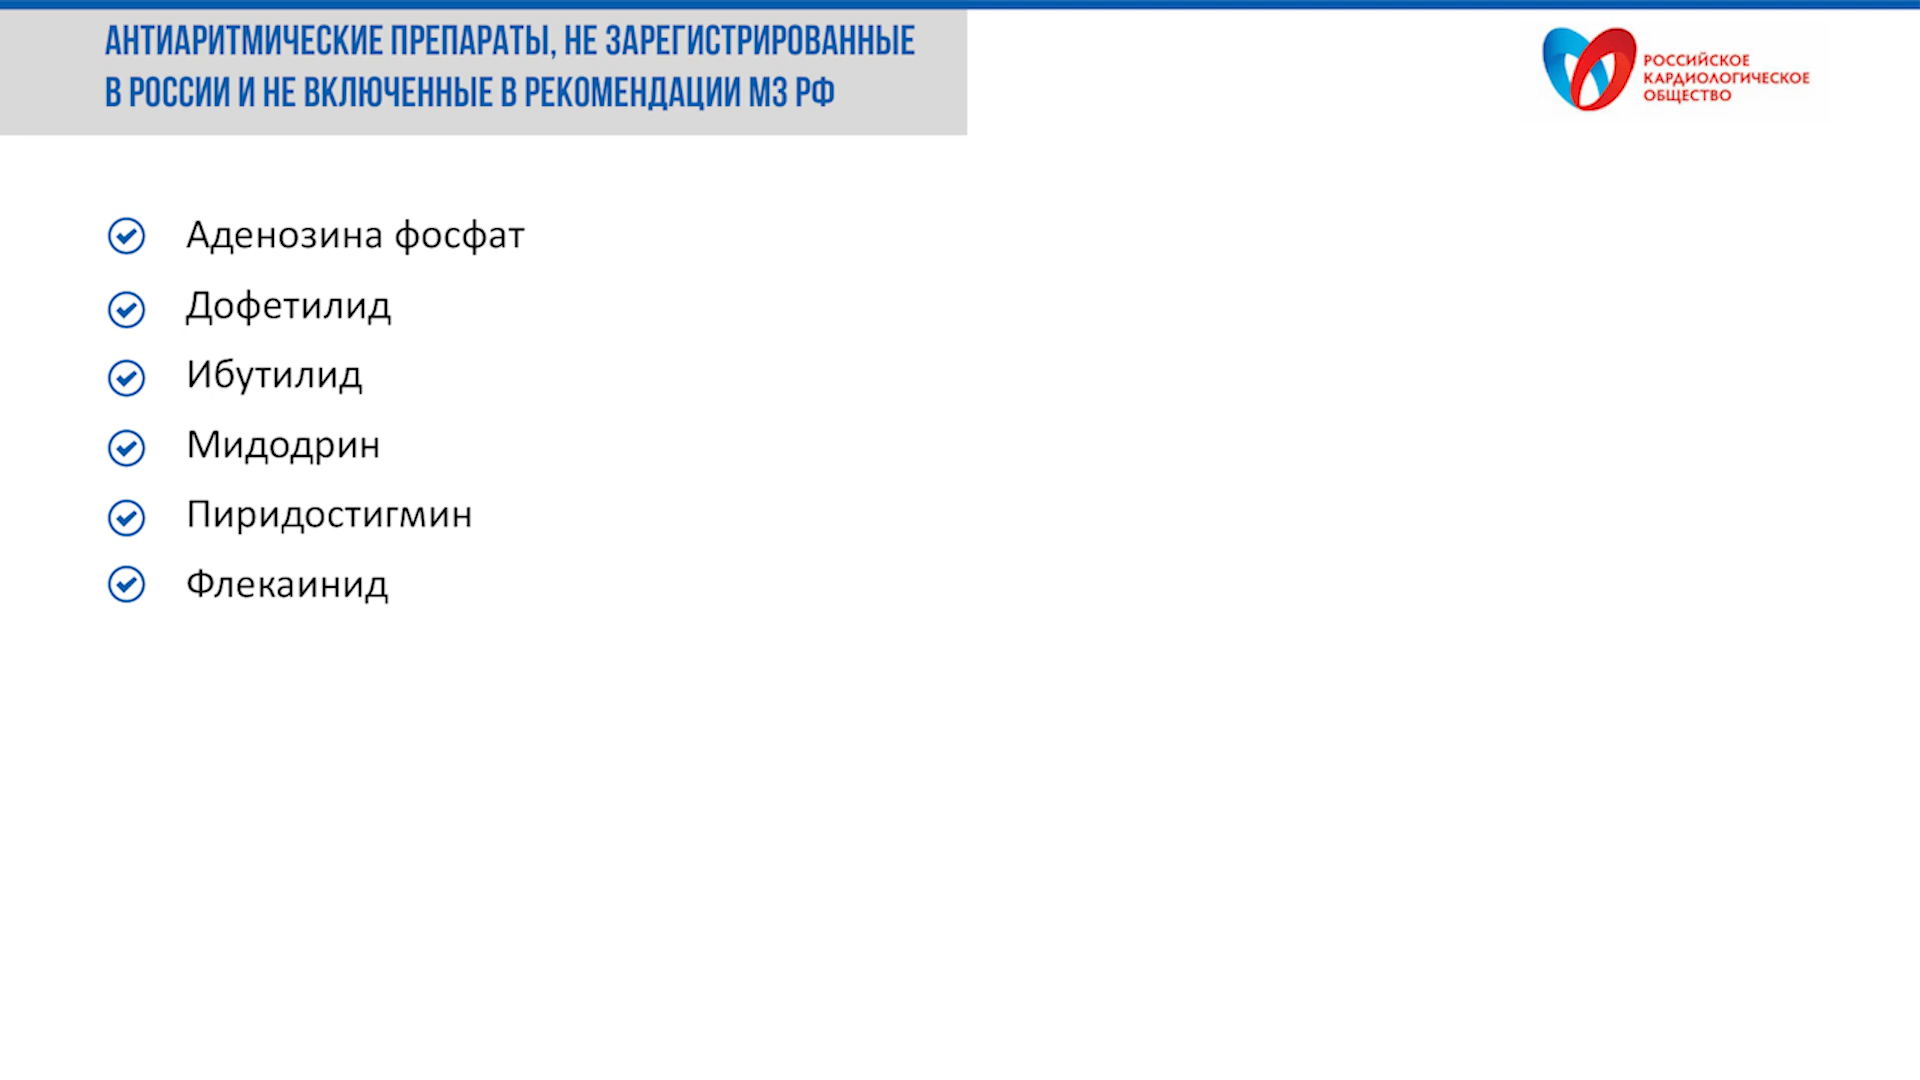 АНТИАРИТМИЧЕСКИЕ ПРЕПАРАТЫ, НЕ ЗАРЕГИСТРИРОВАННЫЕ
В РОССИИ И НЕ ВКЛЮЧЕННЫЕ В РЕКОМЕНДАЦИИ МЗ РФ
РОССИЙСКОЕ
КАРДИОЛОГИЧЕСКОЕ
ОБЩЕСТВО
Аденозина фосфат
Дофетилид
Ибутилид
Мидодрин
Пиридостигмин
Флекаинид